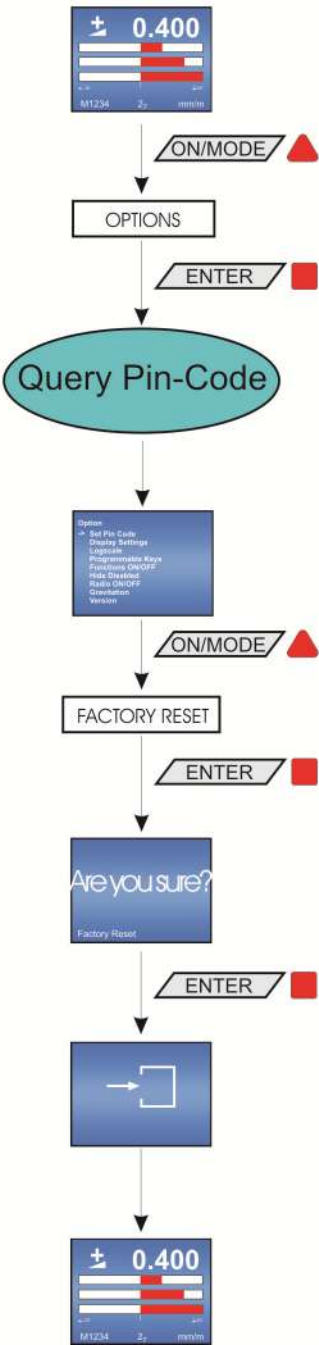 ± 0.400
M1234 2₇ mm/m
ON/MODE
OPTIONS
ENTER
Query Pin-Code
Option
-> Set Pin Code
Display Settings
Logscale
Programmable Keys
Functions ON/OFF
Hide Disabled
Radio ON/OFF
Gravitation
Version
ON/MODE
FACTORY RESET
ENTER
Are you sure?
Factory Reset
ENTER
± 0.400
M1234 2₇ mm/m